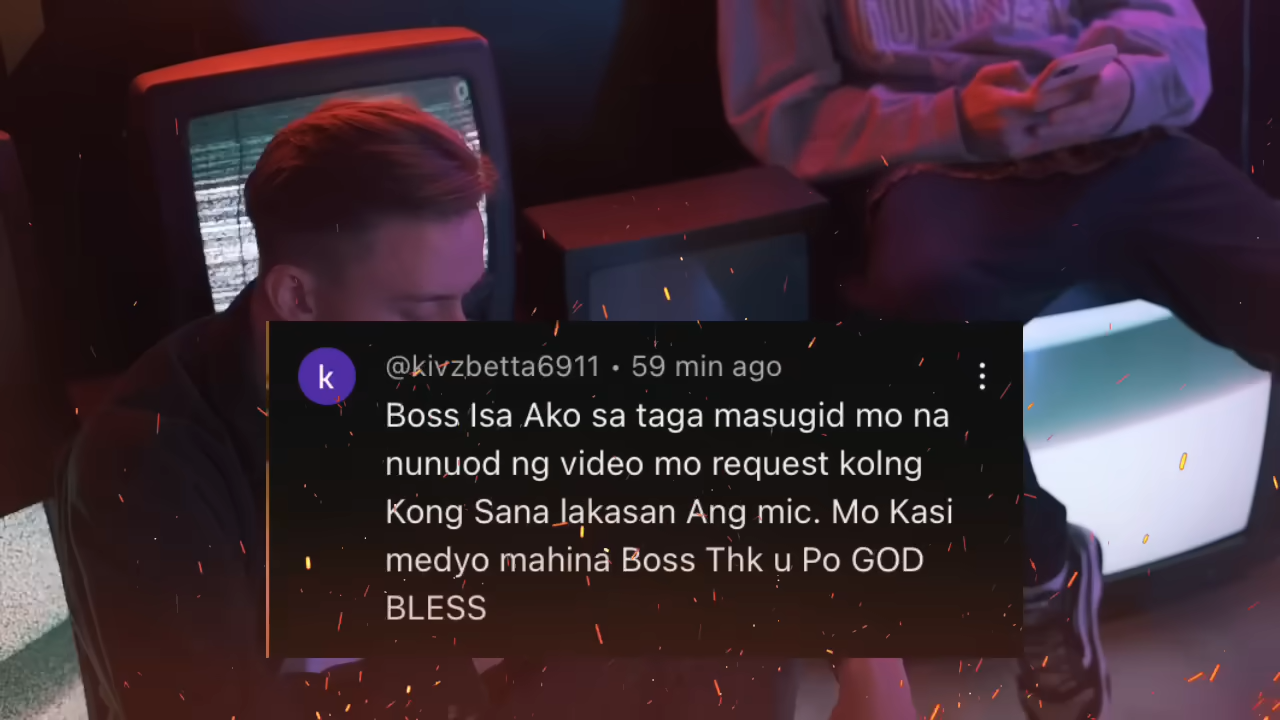 k
@kivzbetta6911 • 59 min ago
Boss Isa Ako sa taga masugid mo na
nunuod ng video mo request kolng
Kong Sana lakasan Ang mic. Mo Kasi
medyo mahina Boss Thk u Po GOD
BLESS